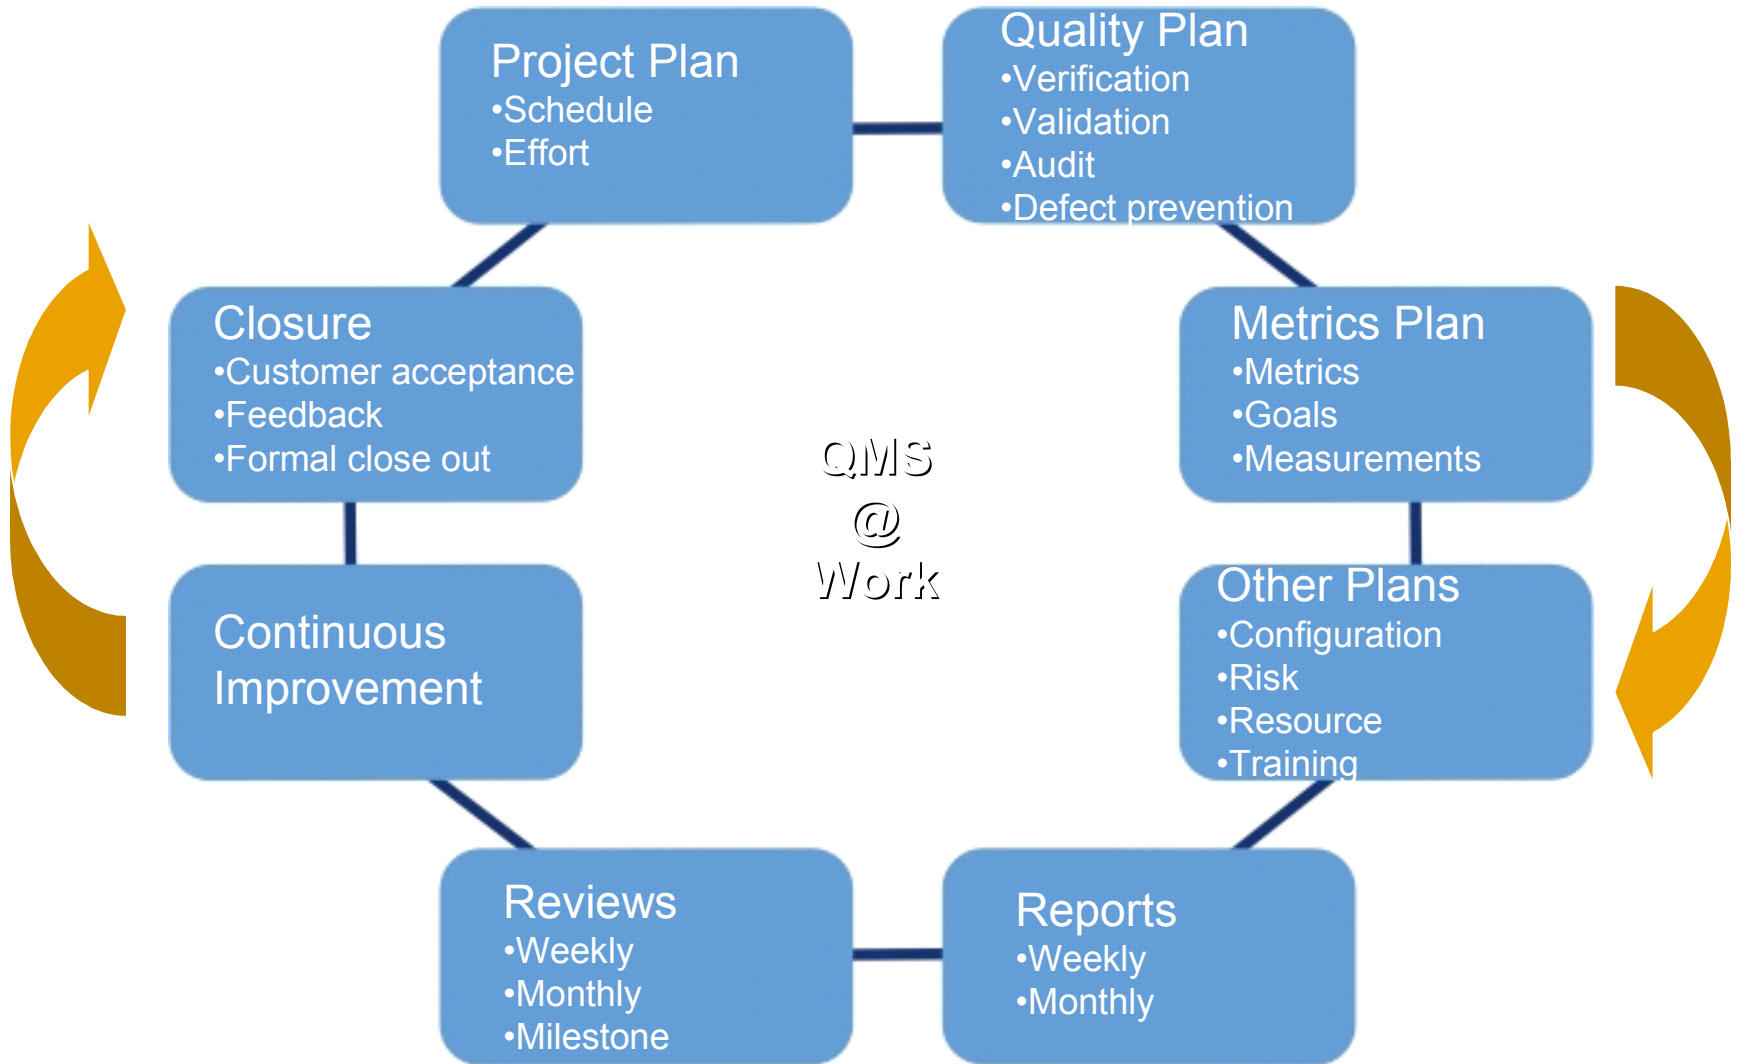 Project Plan
•Schedule
•Effort
Quality Plan
•Verification
•Validation
•Audit
•Defect prevention
Closure
•Customer acceptance
•Feedback
•Formal close out
Metrics Plan
•Metrics
•Goals
•Measurements
QMS
@
Work
Continuous
Improvement
Other Plans
•Configuration
•Risk
•Resource
•Training
Reviews
•Weekly
•Monthly
•Milestone
Reports
•Weekly
•Monthly